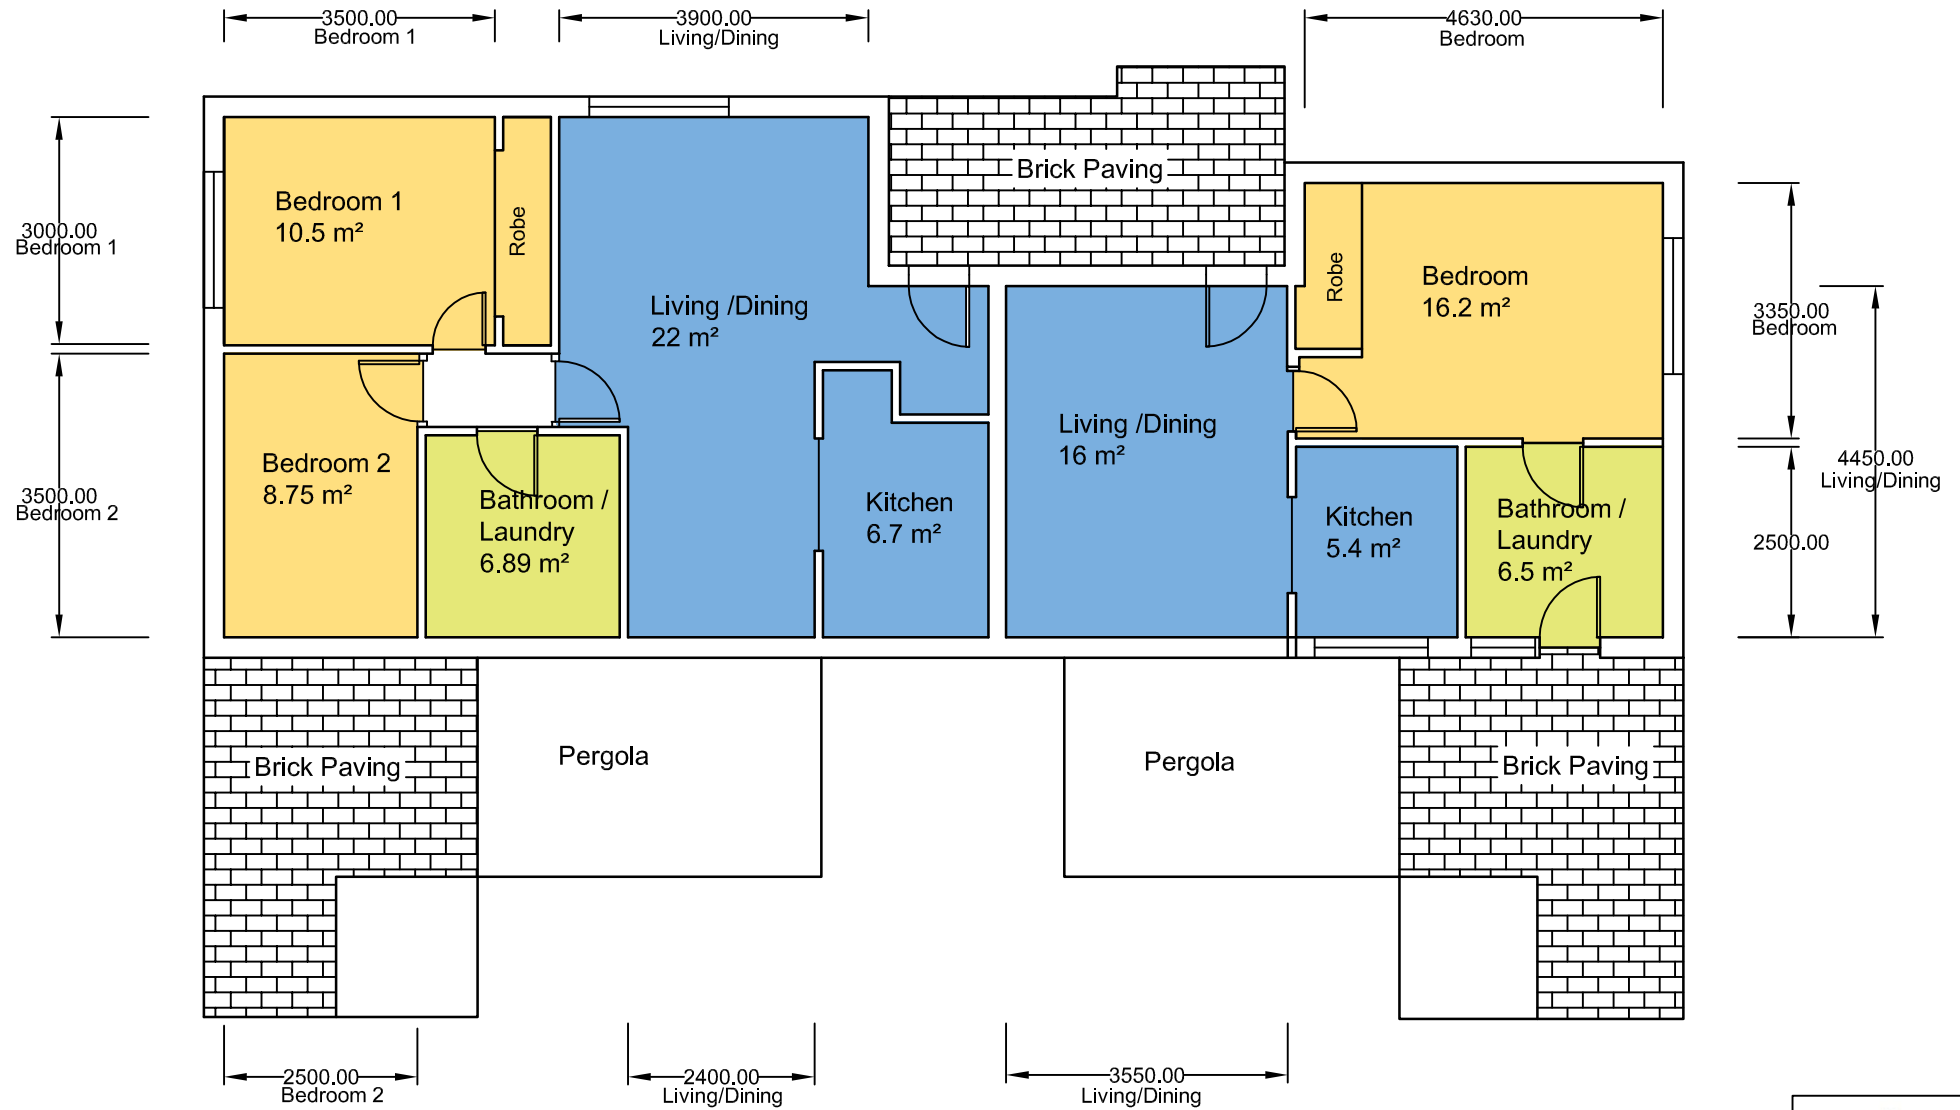 3500.00
Bedroom 1
3900.00
Living/Dining
4630.00
Bedroom
Brick Paving
Bedroom 1
10.5 m²
Robe
3000.00
Bedroom 1
Living /Dining
22 m²
Robe
Bedroom
16.2 m²
3350.00
Bedroom
Living /Dining
16 m²
Bedroom 2
8.75 m²
3500.00
Bedroom 2
Bathroom /
Laundry
6.89 m²
Kitchen
6.7 m²
Kitchen
5.4 m²
Bathroom /
Laundry
6.5 m²
4450.00
Living/Dining
2500.00
Brick Paving
Pergola
Pergola
Brick Paving
2500.00
Bedroom 2
2400.00
Living/Dining
3550.00
Living/Dining